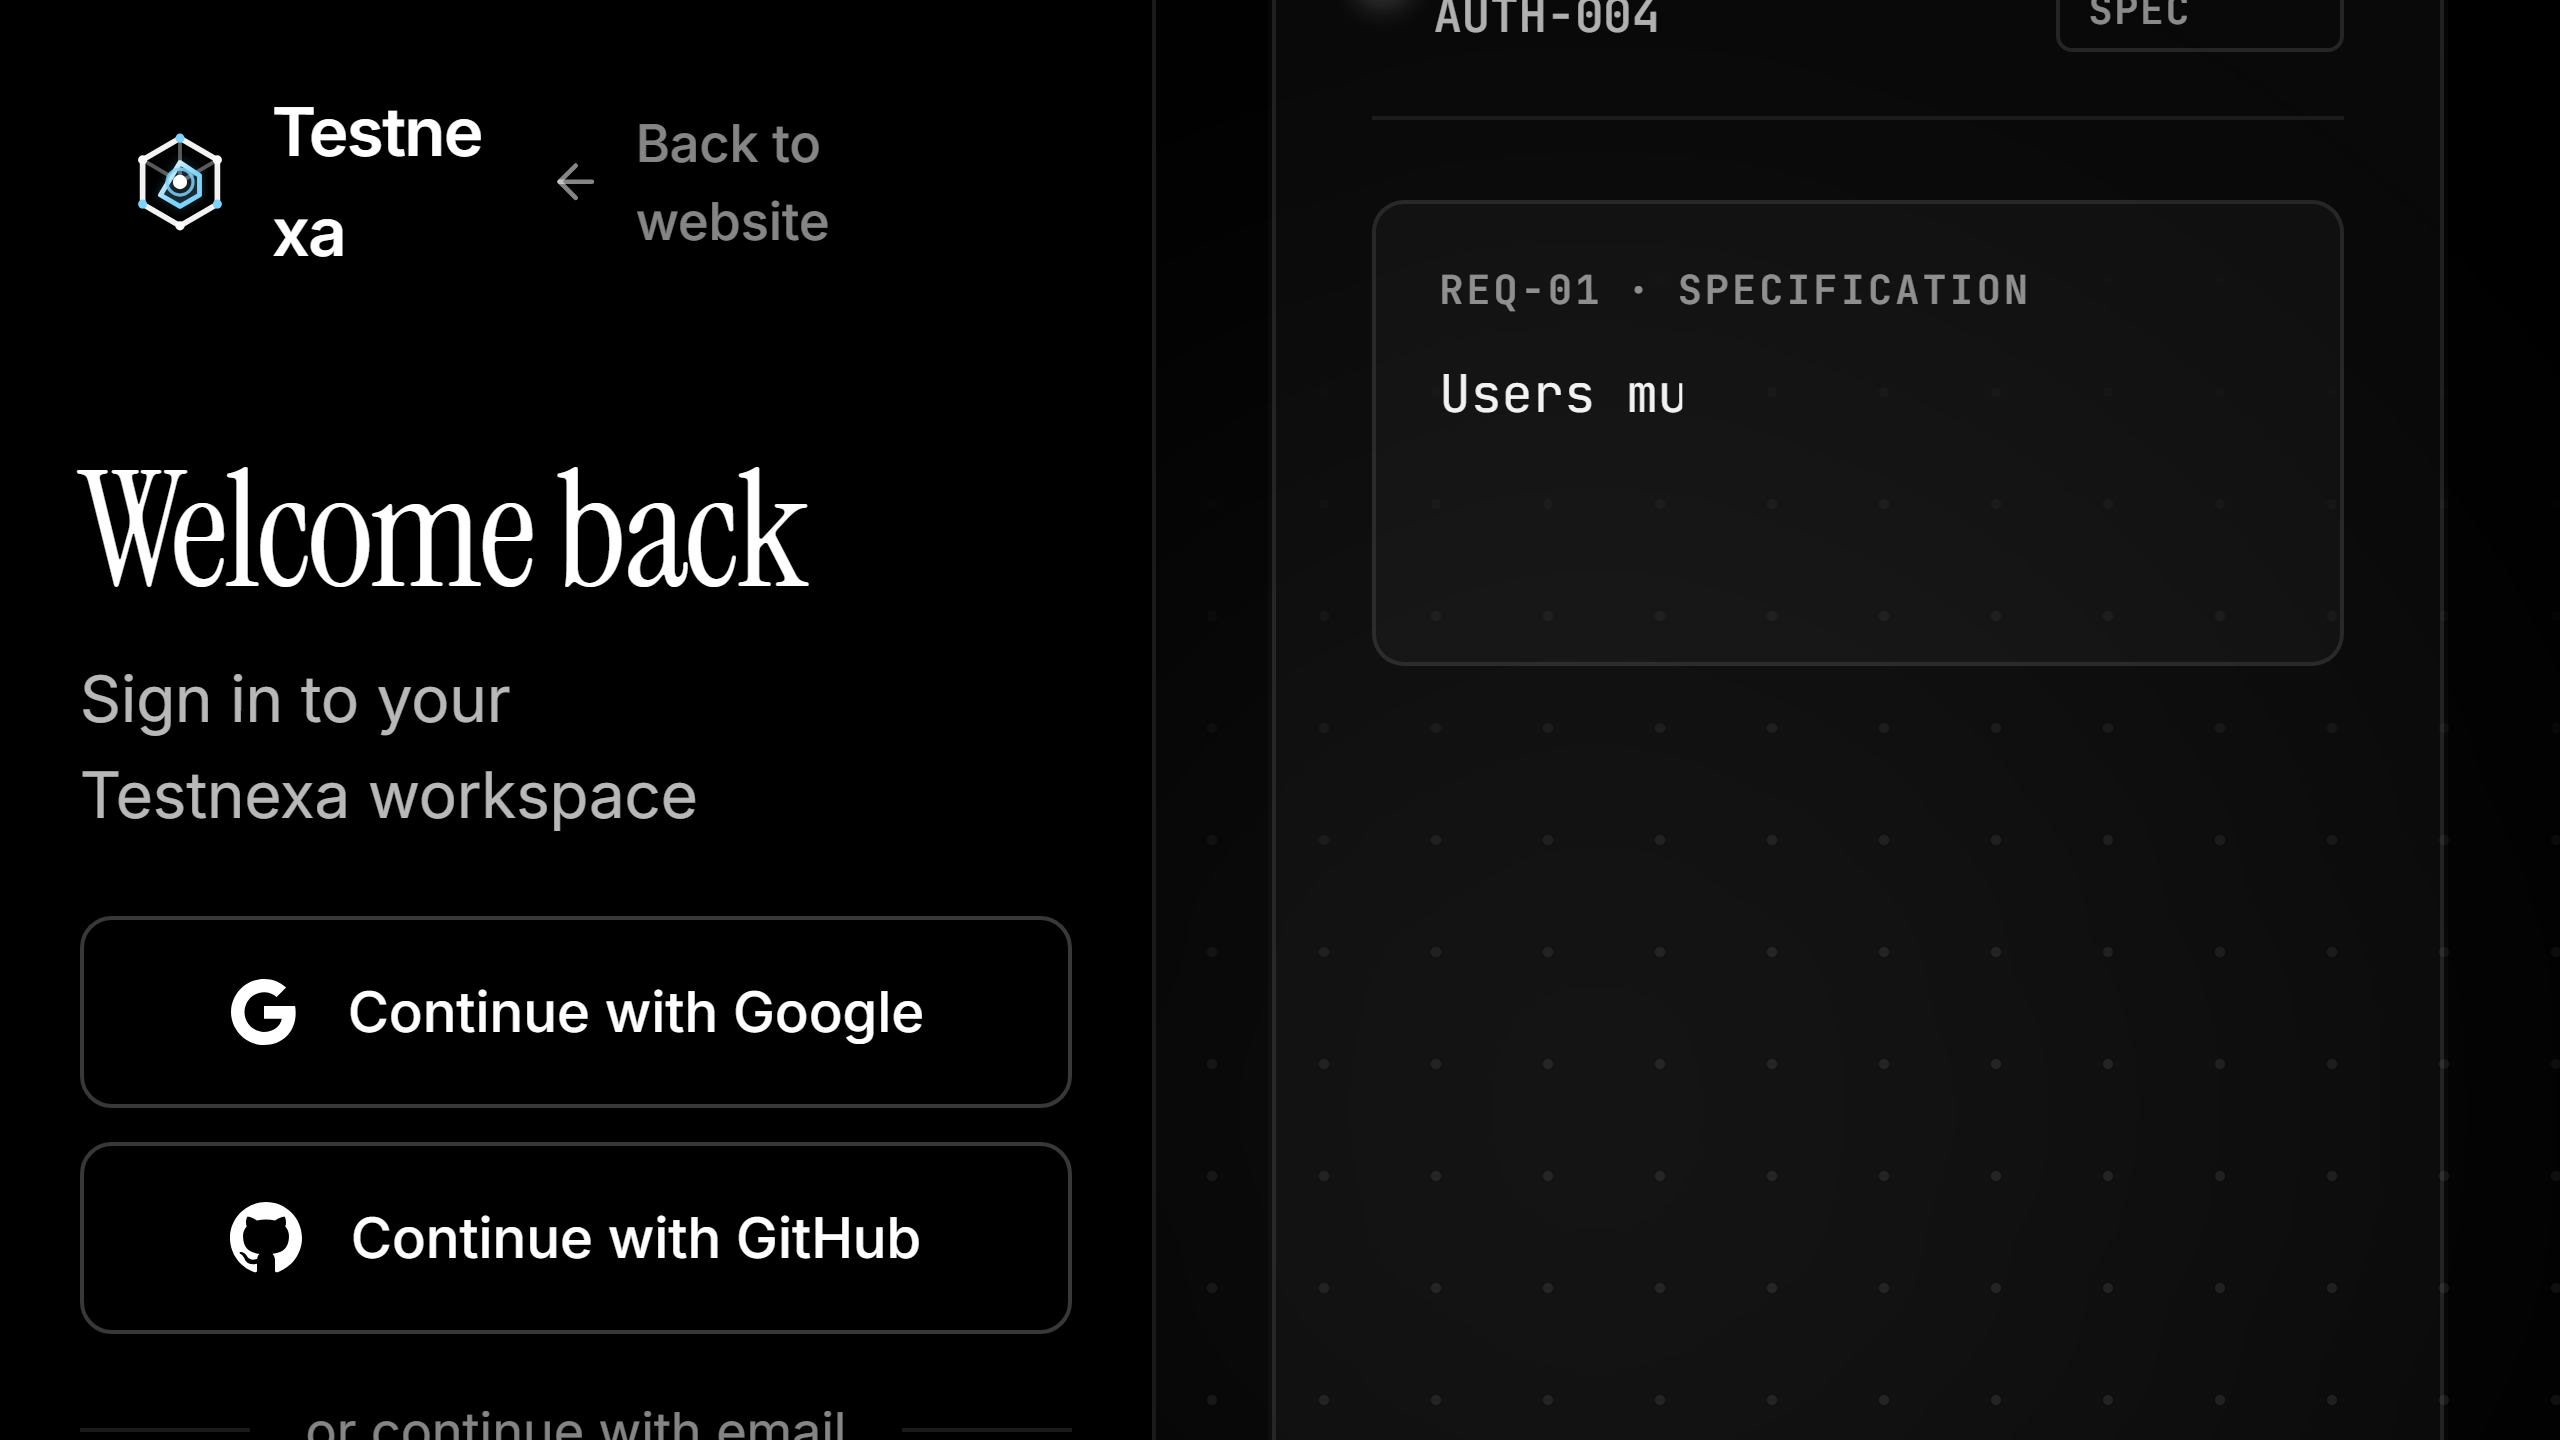 Testne
xa
Back to
website
Welcome back
Sign in to your
Testnexa workspace
Continue with Google
Continue with GitHub
or continue with email
AUTH-004
SPEC
REQ-01 · SPECIFICATION
Users mu